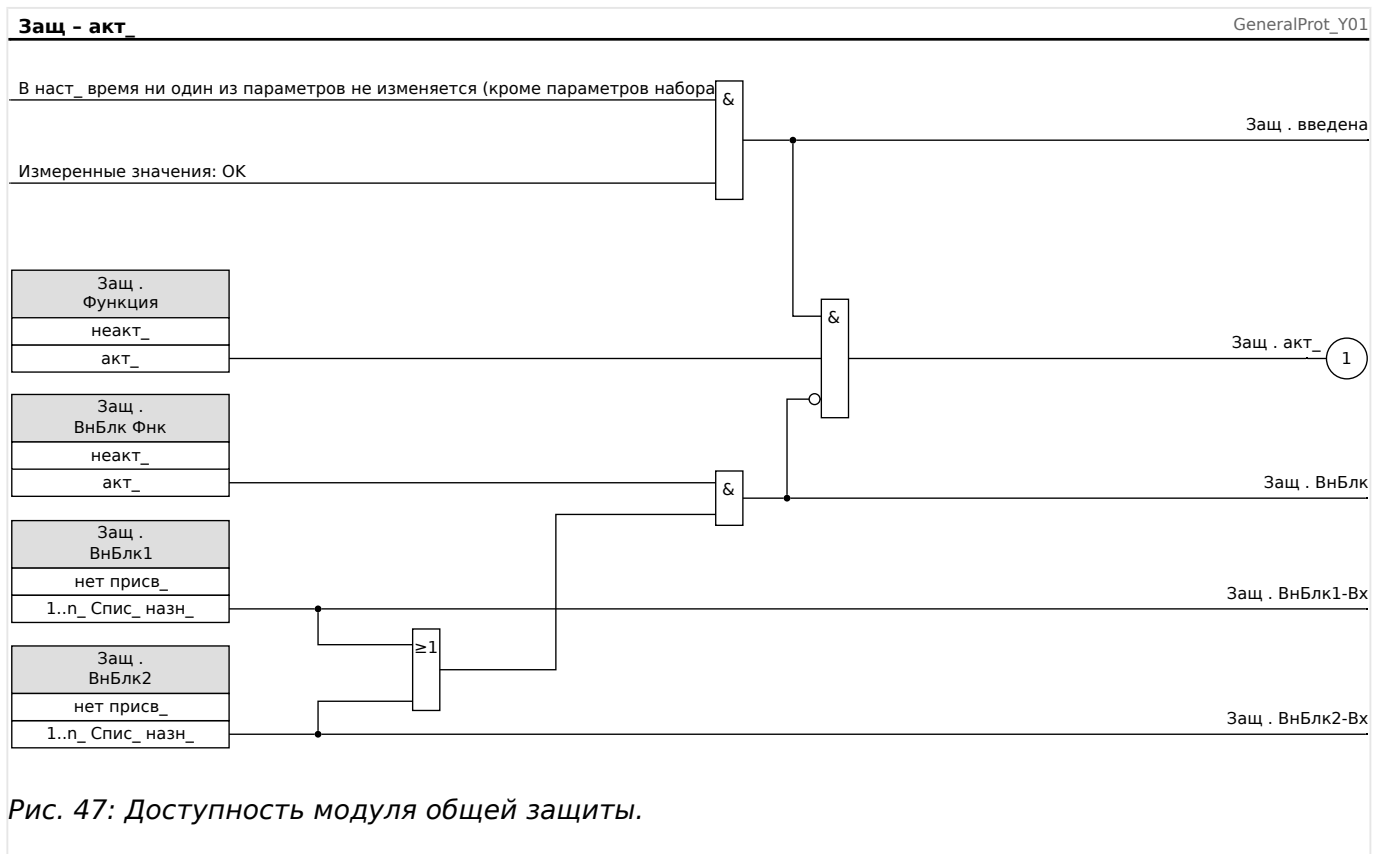 Защ – акт_
GeneralProt_Y01
В наст_ время ни один из параметров не изменяется (кроме параметров набора
&
Защ . введена
Измеренные значения: OK
Защ .
Функция
неакт_
акт_
&
Защ . акт_
1
Защ .
ВнБлк Фнк
неакт_
акт_
&
Защ . ВнБлк
Защ .
ВнБлк1
нет присв_
1..n_ Спис_ назн_
Защ . ВнБлк1-Вх
≥1
Защ .
ВнБлк2
нет присв_
1..n_ Спис_ назн_
Защ . ВнБлк2-Вх
Рис. 47: Доступность модуля общей защиты.